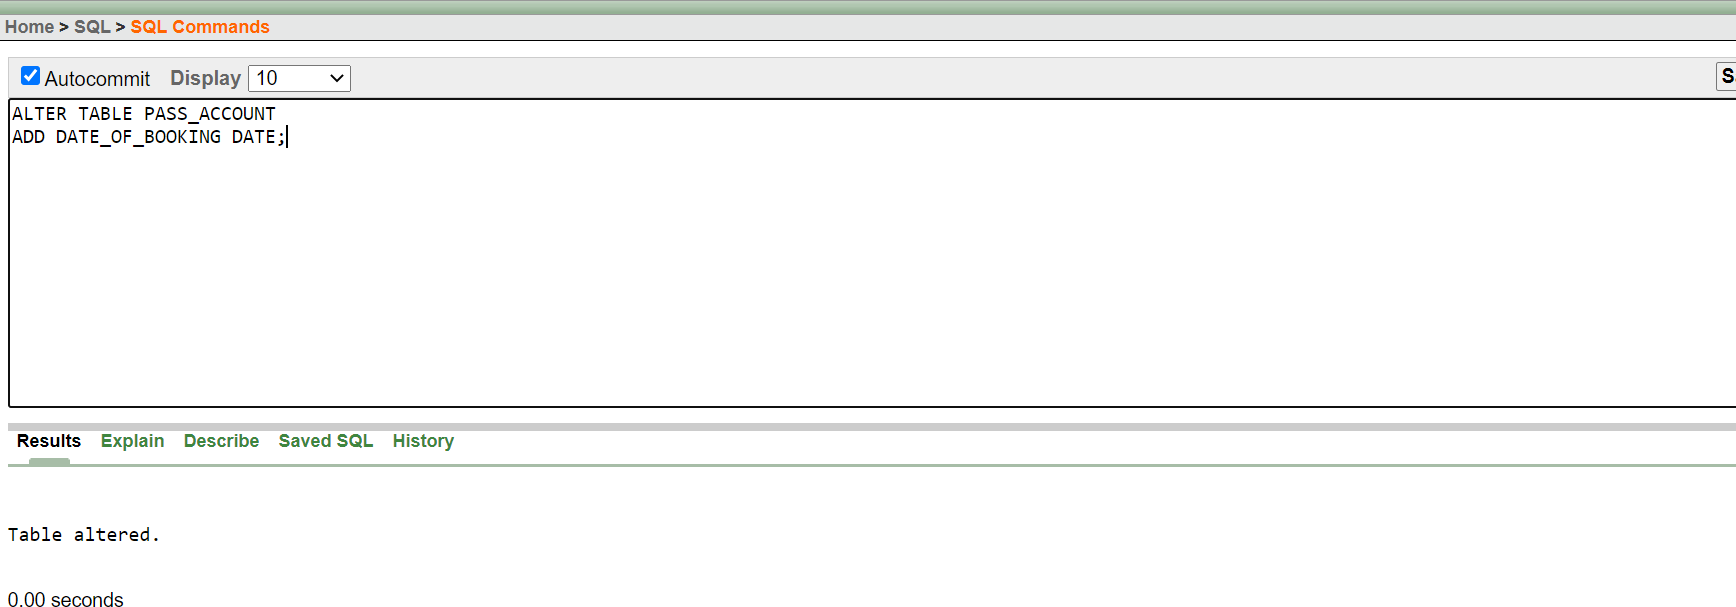 Home > SQL > SQL Commands
Autocommit Display 10
ALTER TABLE PASS_ACCOUNT
ADD DATE_OF_BOOKING DATE;
Results Explain Describe Saved SQL History
Table altered.
0.00 seconds